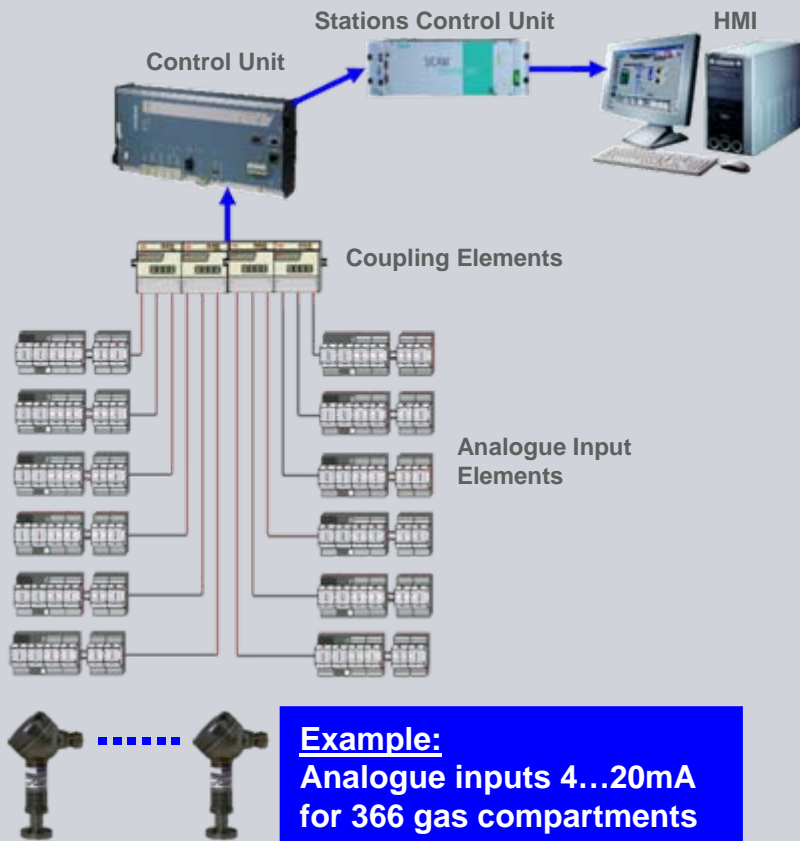 Stations Control Unit
HMI
Control Unit
Coupling Elements
Analogue Input
Elements
Example:
Analogue inputs 4…20mA
for 366 gas compartments